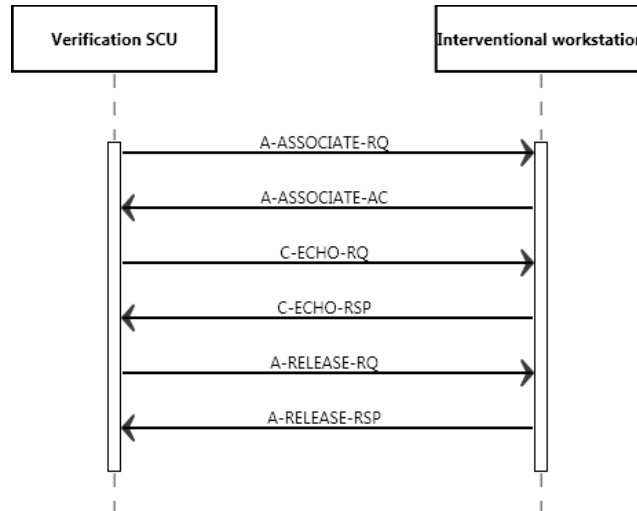 Verification SCU
Interventional workstation
A-ASSOCIATE-RQ
A-ASSOCIATE-AC
C-ECHO-RQ
C-ECHO-RSP
A-RELEASE-RQ
A-RELEASE-RSP